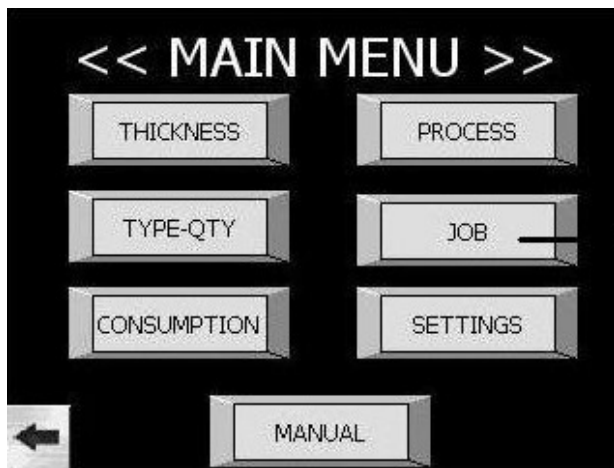 << MAIN MENU >>
THICKNESS
PROCESS
TYPE-QTY
JOB
CONSUMPTION
SETTINGS
MANUAL